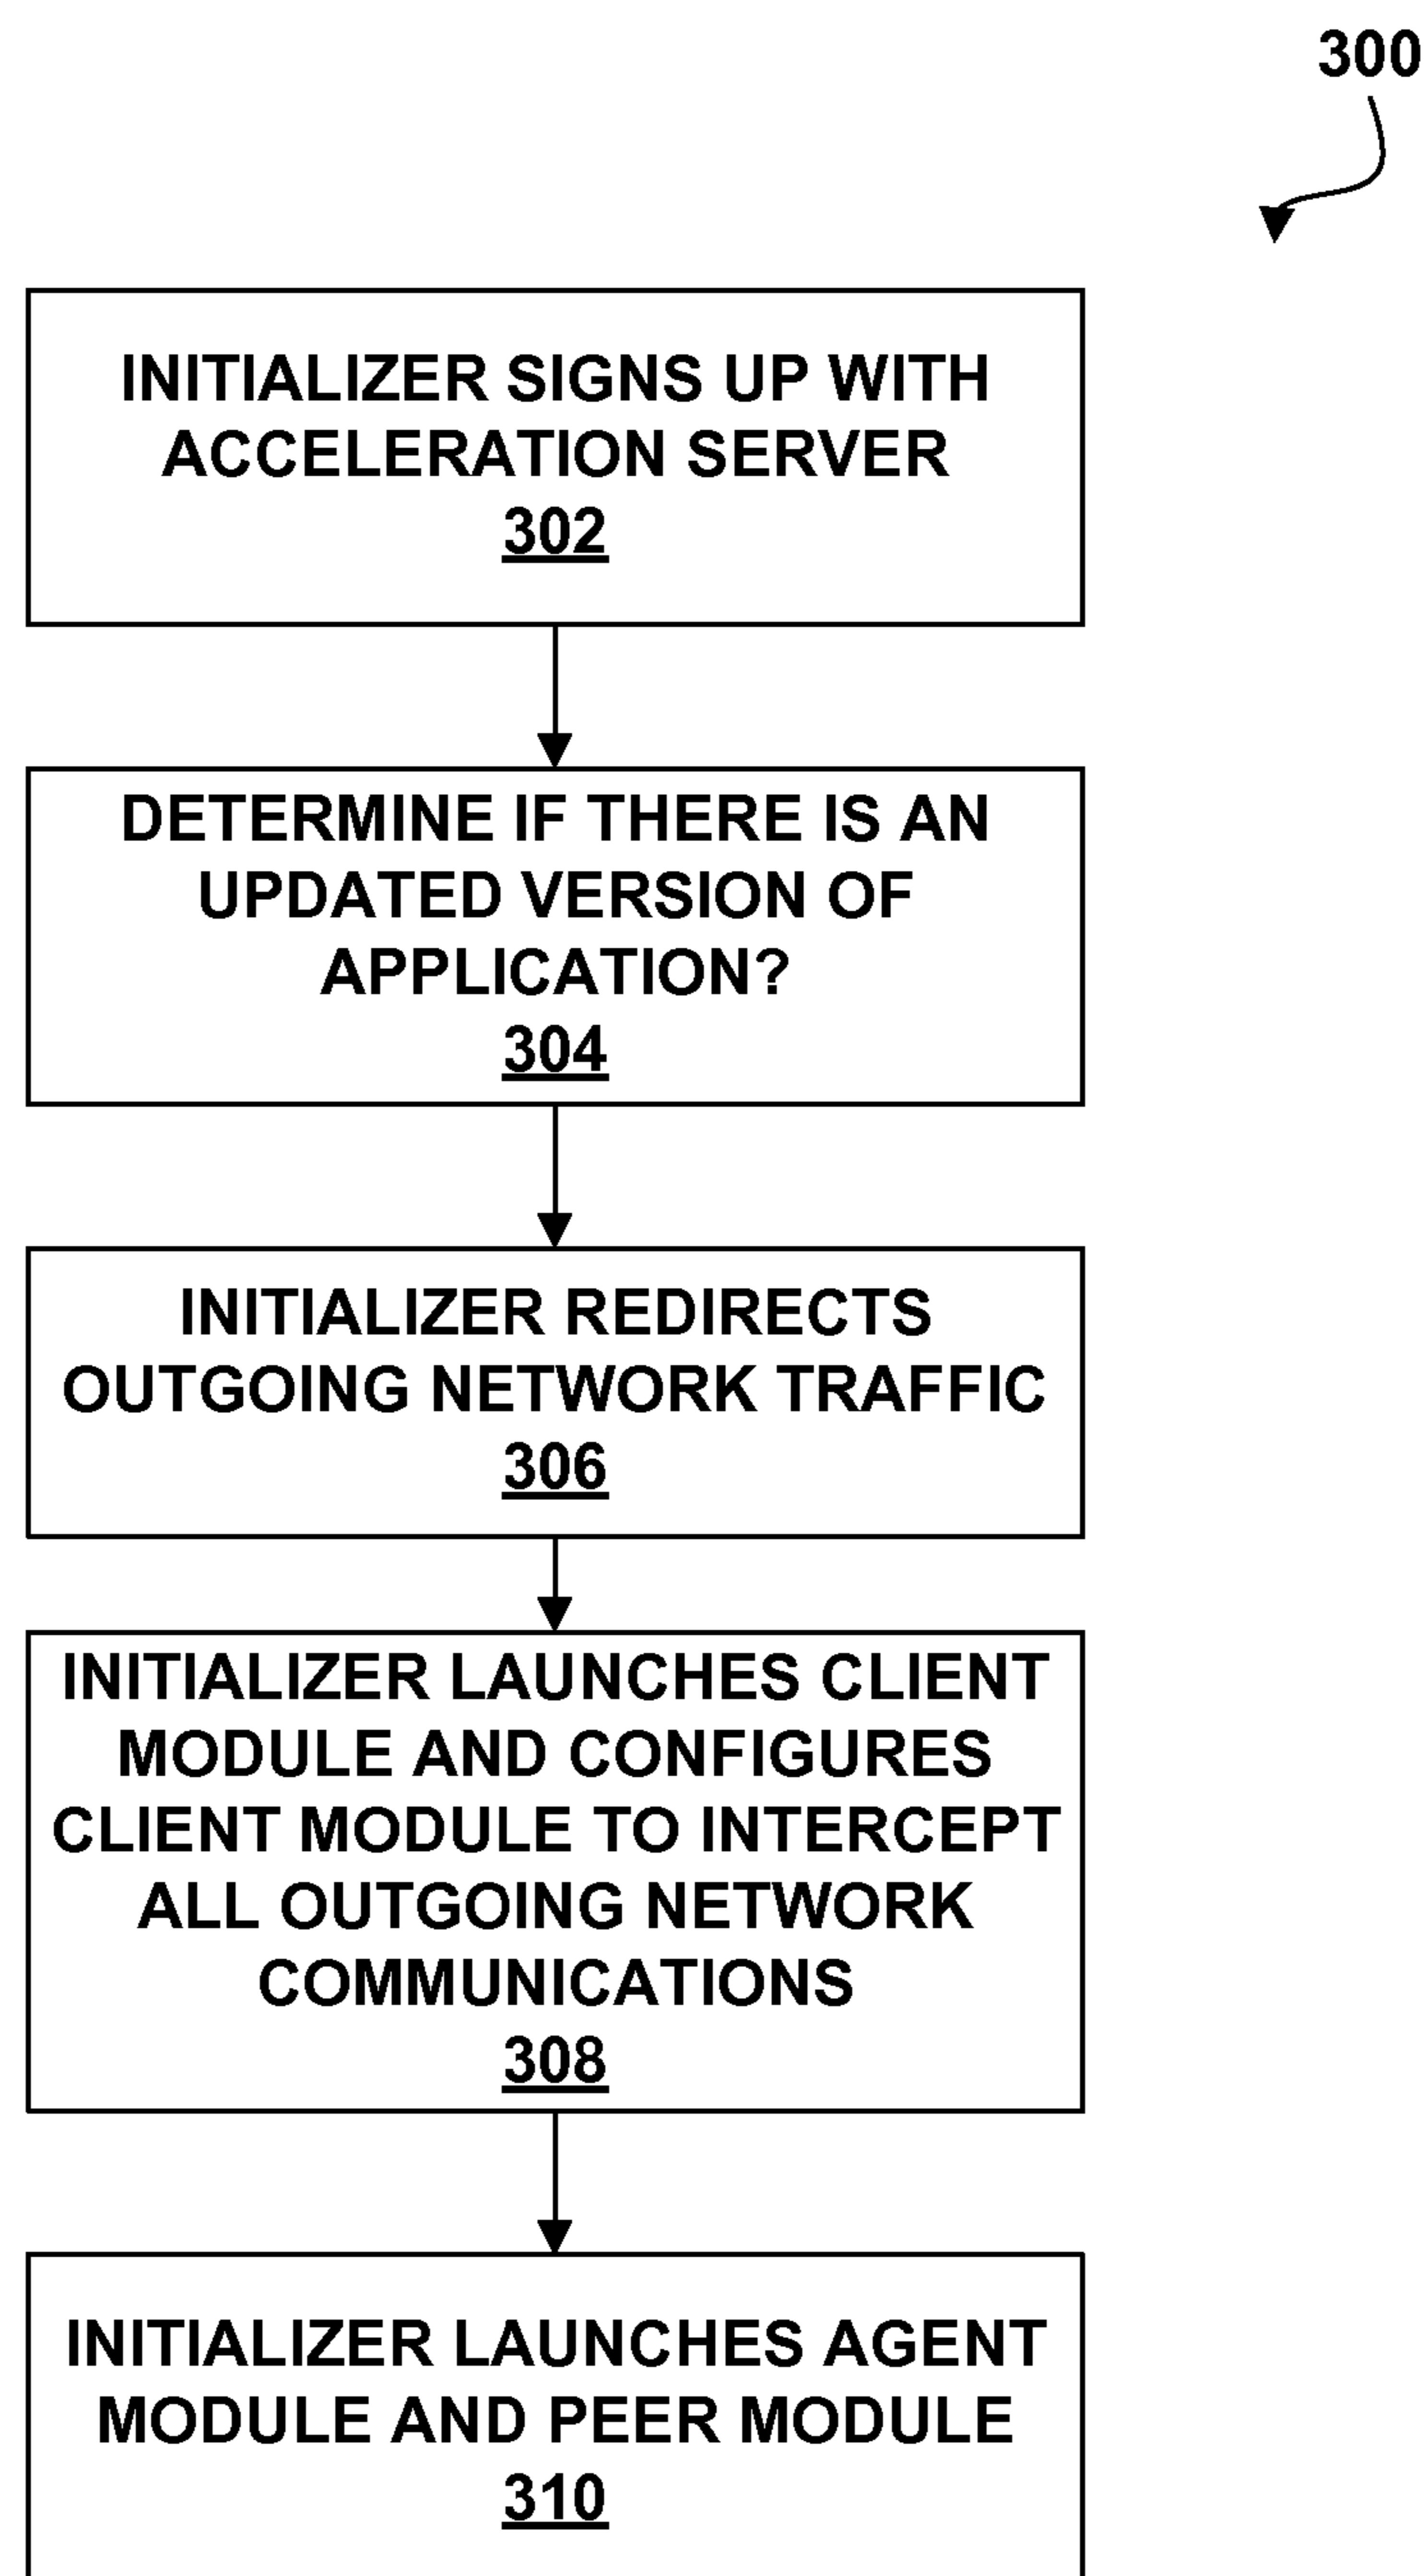 300
INITIALIZER SIGNS UP WITH
ACCELERATION SERVER
302
DETERMINE IF THERE IS AN
UPDATED VERSION OF
APPLICATION?
304
INITIALIZER REDIRECTS
OUTGOING NETWORK TRAFFIC
306
INITIALIZER LAUNCHES CLIENT
MODULE AND CONFIGURES
CLIENT MODULE TO INTERCEPT
ALL OUTGOING NETWORK
COMMUNICATIONS
308
INITIALIZER LAUNCHES AGENT
MODULE AND PEER MODULE
310